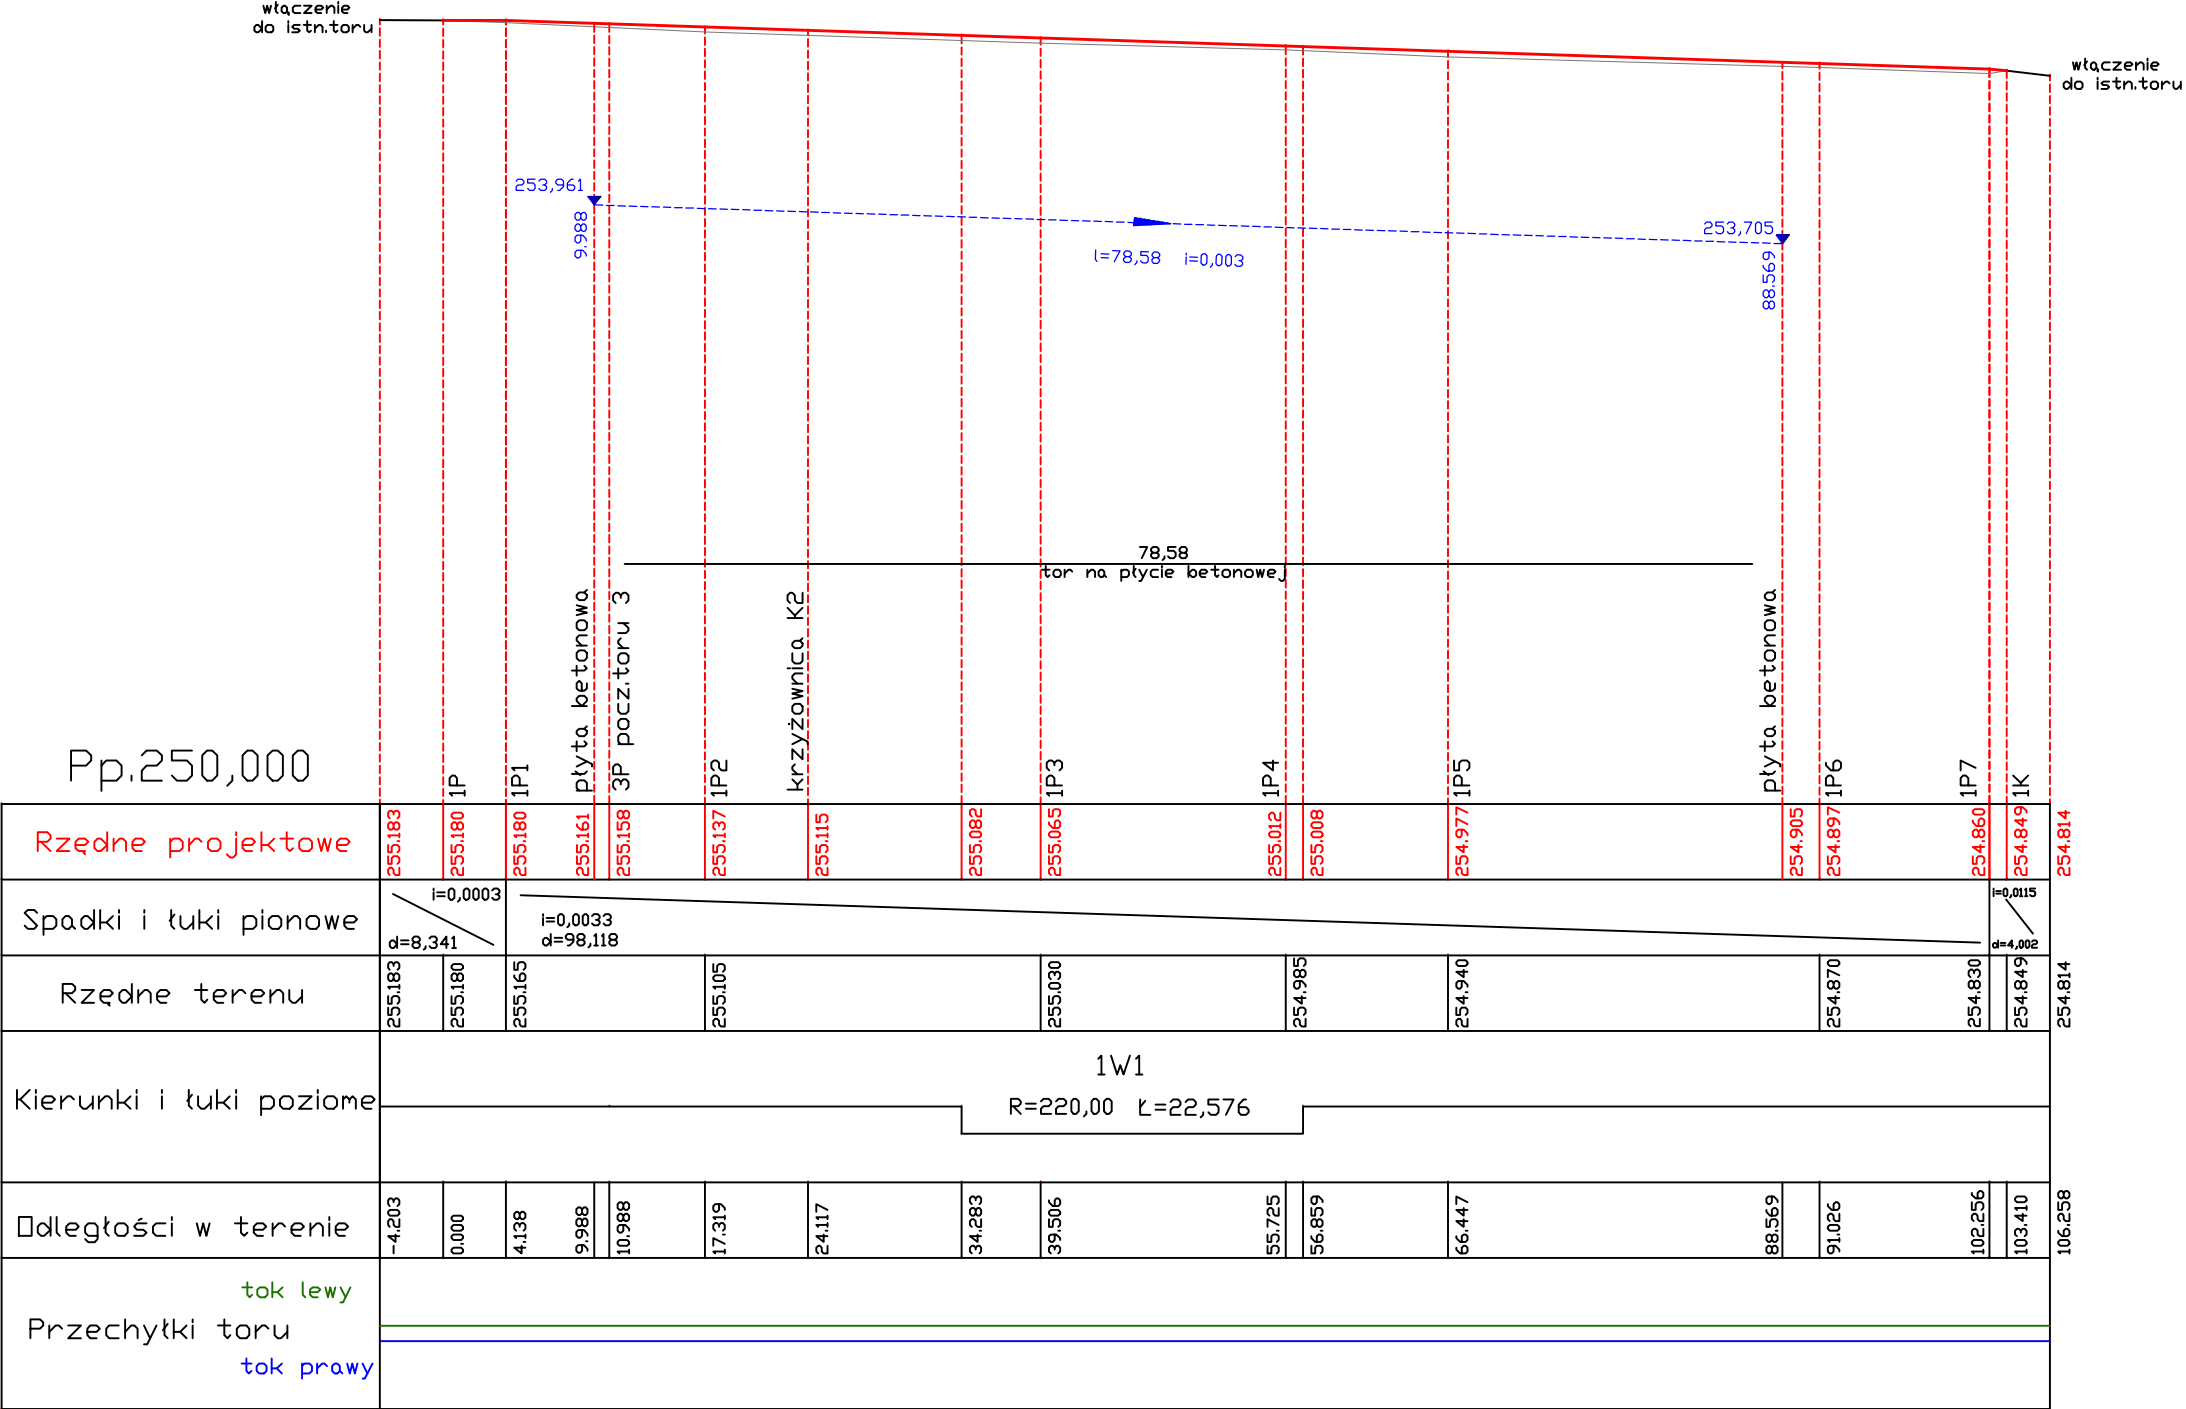 włączenie
do istn.toru
włączenie
do istn.toru
253,961
9.988
253,705
88.569
l=78,58 i=0,003
78,58
tor na płycie betonowej
Pp.250,000
1P
1P1
płyta betonowa
3P pocz.toru 3
1P2
krzyżownica K2
1P3
1P4
1P5
płyta betonowa
1P6
1P7
1K
Rzędne projektowe
255.183
255.180
255.180
255.161
255.158
255.137
255.115
255.082
255.065
255.012
255.008
254.977
254.905
254.897
254.860
254.849
254.814
Spadki i łuki pionowe
i=0,0003
d=8,341
i=0,0033
d=98,118
i=0,0115
d=4,002
Rzędne terenu
255.183
255.180
255.165
255.105
255.030
254.985
254.940
254.870
254.830
254.849
254.814
Kierunki i łuki poziome
1W1
R=220,00 Ł=22,576
Odległości w terenie
-4.203
0.000
4.138
9.988
10.988
17.319
24.117
34.283
39.506
55.725
56.859
66.447
88.569
91.026
102.256
103.410
106.258
tok lewy
Przechyłki toru
tok prawy